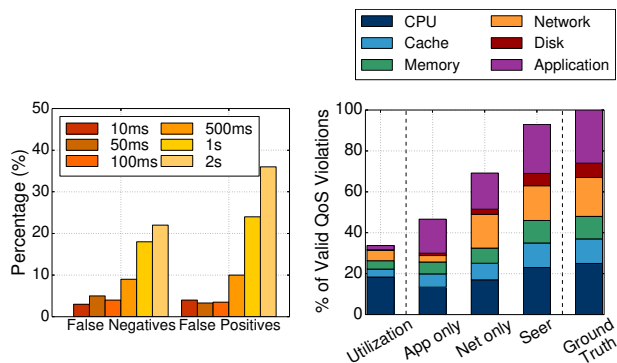 CPU
Network
Cache
Disk
Memory
Application
50
40
30
20
10
0
Percentage (%)
10ms
500ms
50ms
1s
100ms
2s
False Negatives
False Positives
100
80
60
40
20
0
% of Valid QoS Violations
Utilization
App only
Net only
Seer
Ground
Truth